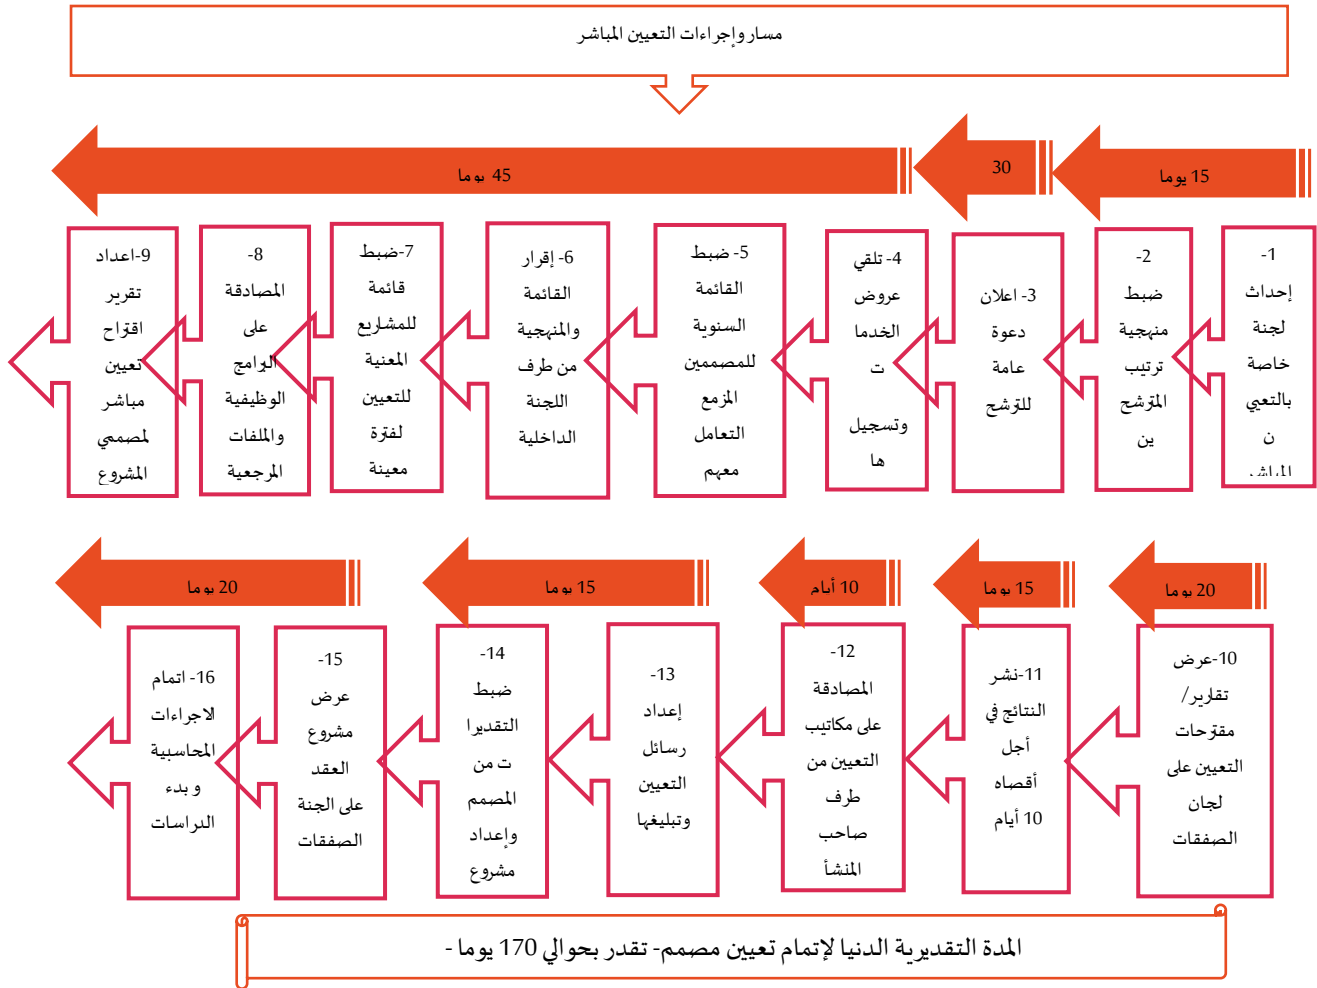 مسار وإجراءات التعيين المباشر
15 يوما
30
45 يوما
1-
إحداث
لجنة
خاصة
بالتعيي
ن
المباشر
2-
ضبط
منهجية
ترتيب
المترشح
ين
3- اعلان
دعوة
عامة
للترشح
4- تلقي
عروض
الخدما
ت
وتسجيل
ها
5- ضبط
القائمة
السنوية
للمصممين
المزمع
التعامل
معهم
6- إقرار
القائمة
والمنهجية
من طرف
اللجنة
الداخلية
7-ضبط
قائمة
للمشاريع
المعنية
للتعيين
لفترة
معينة
8-
المصادقة
على
البرامج
الوظيفية
والملفات
المرجعية
9-اعداد
تقرير
اقتراح
تعيين
مباشر
لمصممي
المشروع
20 يوما
15 يوما
10 أيام
15 يوما
20 يوما
10-عرض
تقارير/
مقترحات
التعيين على
لجان
الصفقات
11-نشر
النتائج في
أجل
أقصاه
10 أيام
12-
المصادقة
على مكاتيب
التعيين من
طرف
صاحب
المنشأ
13-
إعداد
رسائل
التعيين
وتبليغها
14-
ضبط
التقديرا
ت من
المصمم
وإعداد
مشروع
15-
عرض
مشروع
العقد
على الجنة
الصفقات
16- اتمام
الاجراءات
المحاسبية
و بدء
الدراسات
المدة التقديرية الدنيا لإتمام تعيين مصمم- تقدر بحوالي 170 يوما -